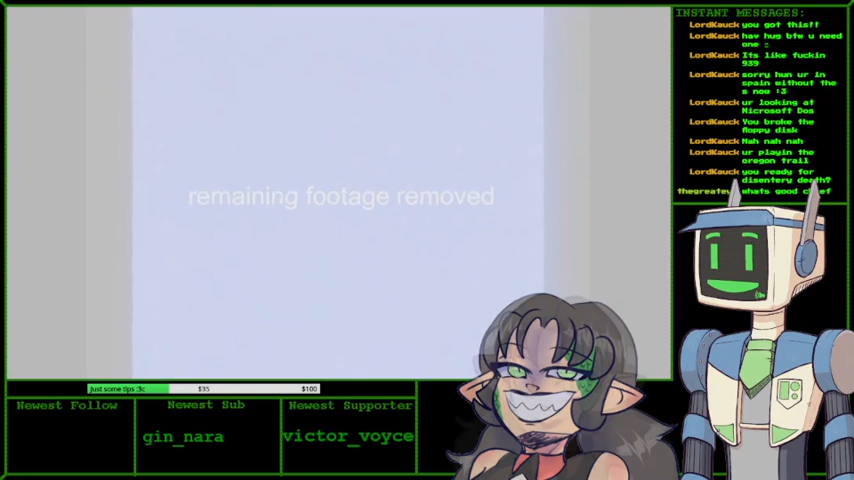 INSTANT MESSAGES:
LordKauck you got this!!
LordKauck hav hug bte u need
one :
LordKauck Its like fuckin
939
LordKauck sorry hun ur in
spain without the
s now :3
LordKauck ur looking at
Microsoft Dos
LordKauck You broke the
floppy disk
LordKauck Nah nah nah
LordKauck ur playin the
oregon trail
LordKauck you ready for
disentery death?
whats good
remaining footage removed
Just some tips :3c $35 $100
Newest Follow
Newest Sub
gin_nara
Newest Supporter
victor_voyce